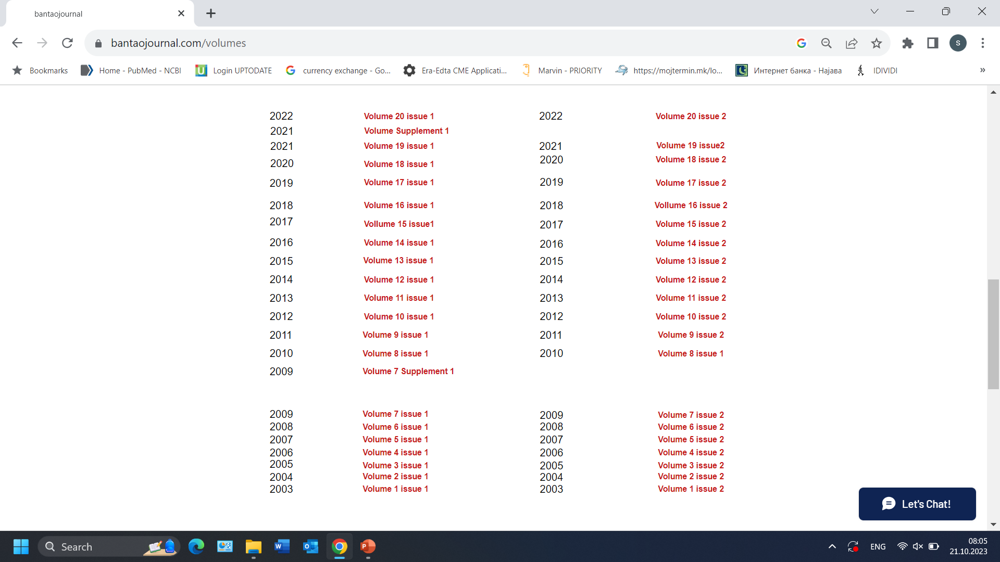 bantaojournal
bantaojournal.com/volumes
S
Bookmarks Home - PubMed - NCBI Login UPTODATE currency exchange - Go... Era-Edta CME Applicati... Marvin - PRIORITY https://mojtermin.mk/lo... Интернет банка - Најава IDIVIDI »
2022 Volume 20 issue 1 2022 Volume 20 issue 2
2021 Volume Supplement 1
2021 Volume 19 issue 1 2021 Volume 19 issue2
2020 Volume 18 issue 1 2020 Volume 18 issue 2
2019 Volume 17 issue 1 2019 Volume 17 issue 2
2018 Volume 16 issue 1 2018 Vollume 16 issue 2
2017 Vollume 15 issue1 2017 Volume 15 issue 2
2016 Volume 14 issue 1 2016 Volume 14 issue 2
2015 Volume 13 issue 1 2015 Volume 13 issue 2
2014 Volume 12 issue 1 2014 Volume 12 issue 2
2013 Volume 11 issue 1 2013 Volume 11 issue 2
2012 Volume 10 issue 1 2012 Volume 10 issue 2
2011 Volume 9 issue 1 2011 Volume 9 issue 2
2010 Volume 8 issue 1 2010 Volume 8 issue 1
2009 Volume 7 Supplement 1
2009 Volume 7 issue 1 2009 Volume 7 issue 2
2008 Volume 6 issue 1 2008 Volume 6 issue 2
2007 Volume 5 issue 1 2007 Volume 5 issue 2
2006 Volume 4 issue 1 2006 Volume 4 issue 2
2005 Volume 3 issue 1 2005 Volume 3 issue 2
2004 Volume 2 issue 1 2004 Volume 2 issue 2
2003 Volume 1 issue 1 2003 Volume 1 issue 2
Let's Chat!
Search
ENG
08:05
21.10.2023